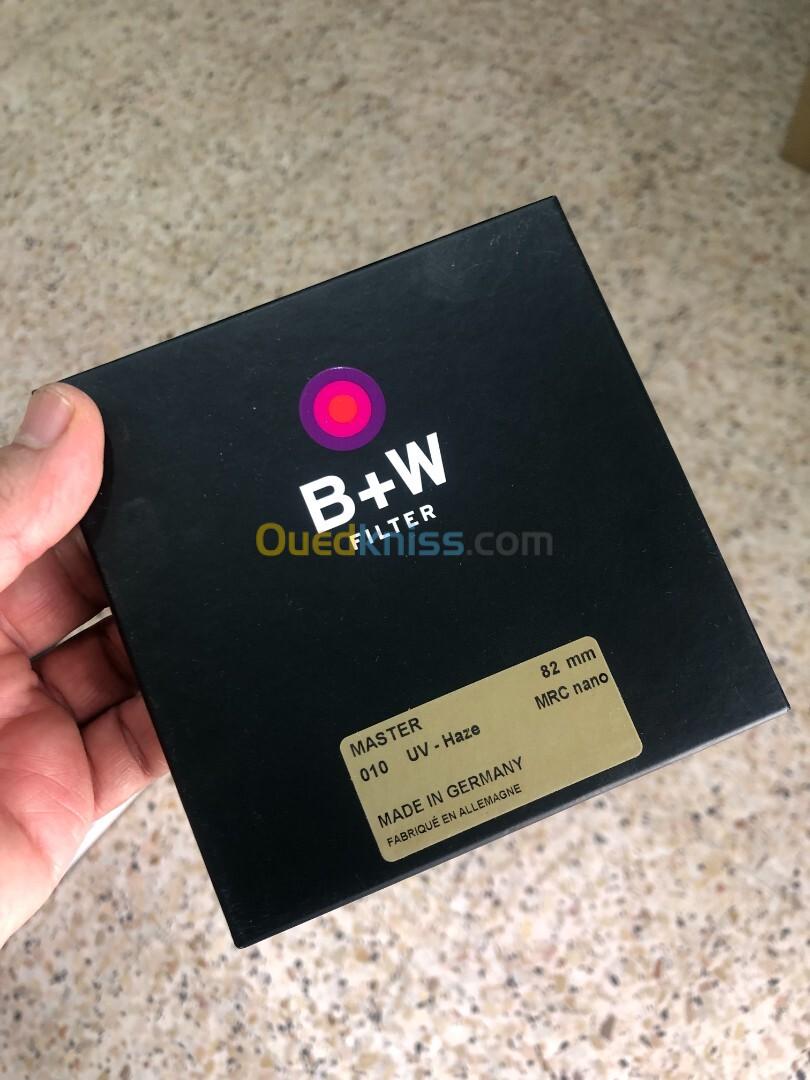 B+W
FILTER
Ouedkniss.com
MASTER 82 mm
010 UV - Haze MRC nano
MADE IN GERMANY
FABRIQUÉ EN ALLEMAGNE